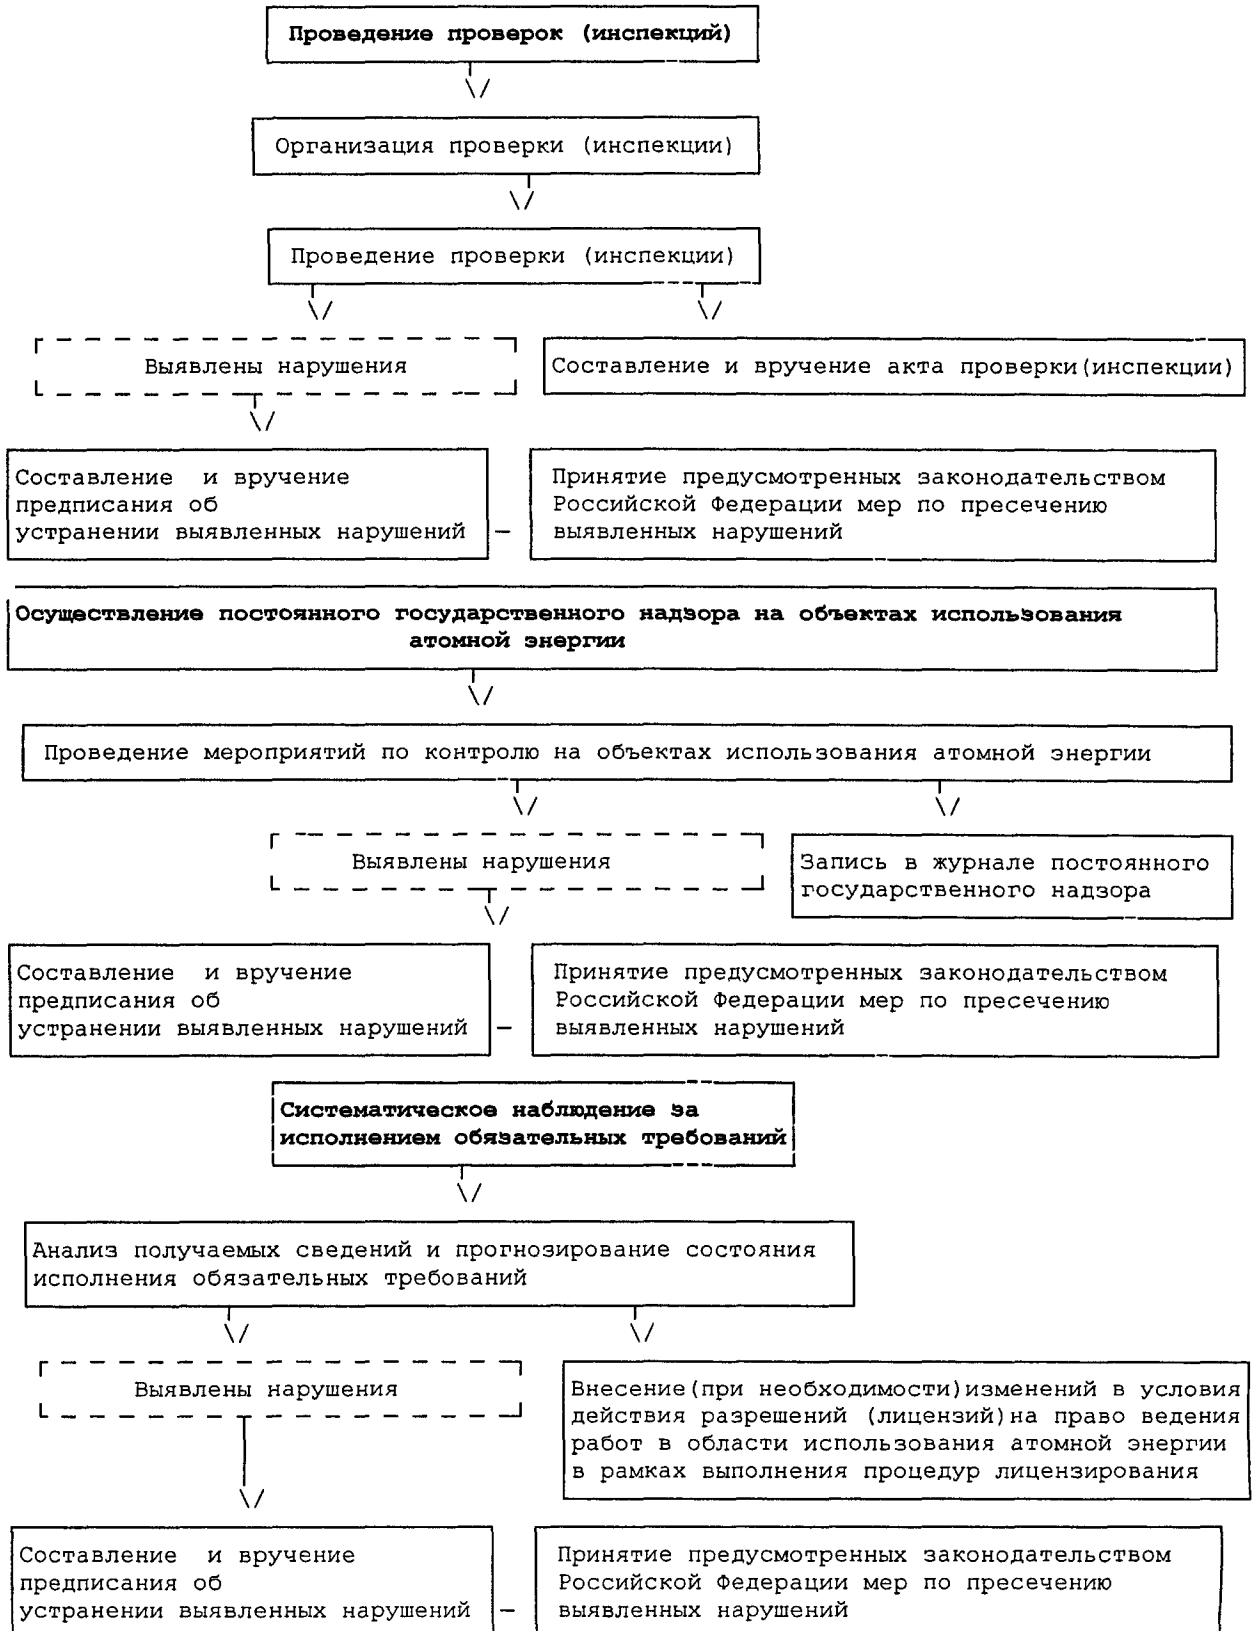 Проведение проверок (инспекций)
Организация проверки (инспекции)
Проведение проверки (инспекции)
Выявлены нарушения
Составление и вручение акта проверки(инспекции)
Составление и вручение
предписания об
устранении выявленных нарушений
Принятие предусмотренных законодательством
Российской Федерации мер по пресечению
выявленных нарушений
Осуществление постоянного государственного надзора на объектах использования
атомной энергии
Проведение мероприятий по контролю на объектах использования атомной энергии
Выявлены нарушения
Запись в журнале постоянного
государственного надзора
Составление и вручение
предписания об
устранении выявленных нарушений
Принятие предусмотренных законодательством
Российской Федерации мер по пресечению
выявленных нарушений
Систематическое наблюдение за
исполнением обязательных требований
Анализ получаемых сведений и прогнозирование состояния
исполнения обязательных требований
Выявлены нарушения
Внесение(при необходимости)изменений в условия
действия разрешений (лицензий)на право ведения
работ в области использования атомной энергии
в рамках выполнения процедур лицензирования
Составление и вручение
предписания об
устранении выявленных нарушений
Принятие предусмотренных законодательством
Российской Федерации мер по пресечению
выявленных нарушений